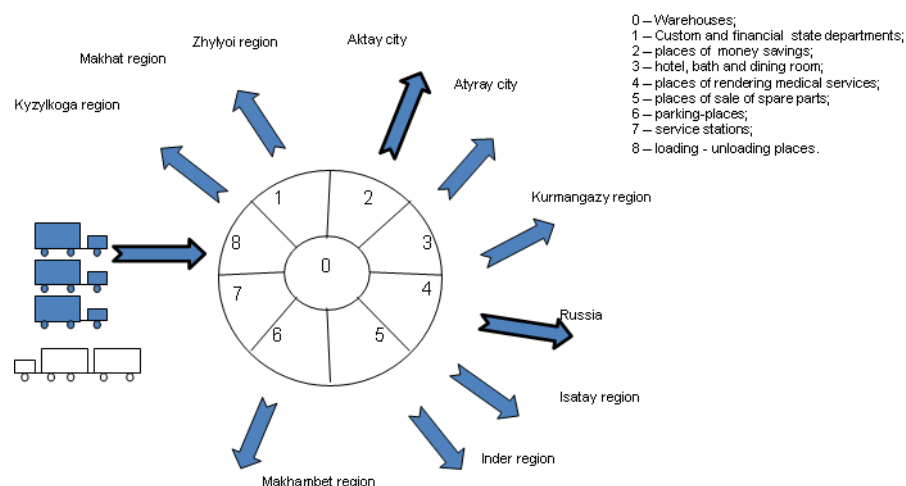 Zhylyoi region
Aktay city
Makhat region
Atyray city
Kyzylkoga region
0 – Warehouses;
1 – Custom and financial state departments;
2 – places of money savings;
3 – hotel, bath and dining room;
4 – places of rendering medical services;
5 – places of sale of spare parts;
6 – parking-places;
7 – service stations;
8 – loading - unloading places.
Kurmangazy region
1
2
8
3
0
7
4
6
5
Russia
Isatay region
Inder region
Makhambet region